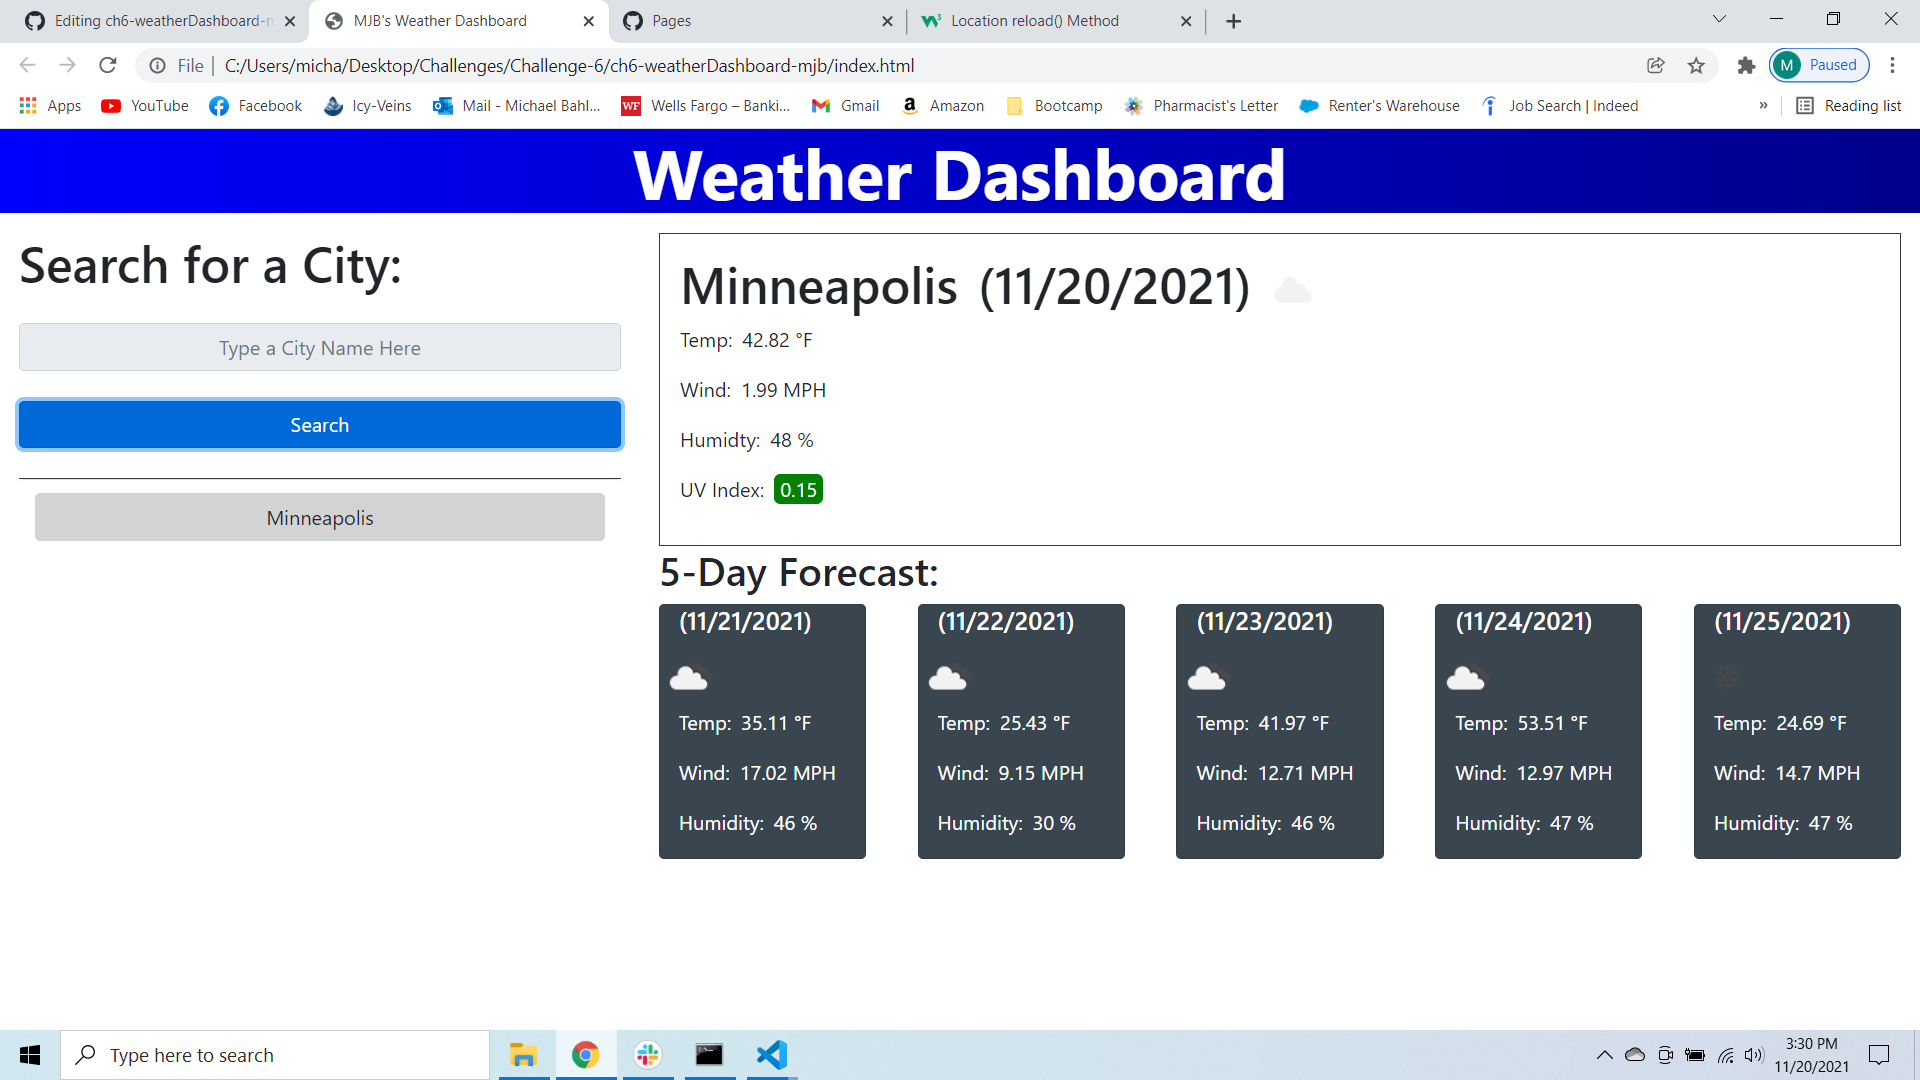 Editing ch6-weatherDashboard-m
MJB's Weather Dashboard
Pages
Location reload() Method
File
C:/Users/micha/Desktop/Challenges/Challenge-6/ch6-weatherDashboard-mjb/index.html
M Paused
Apps
YouTube
Facebook
Icy-Veins
Mail - Michael Bahl...
WF Wells Fargo – Banki...
Gmail
Amazon
Bootcamp
Pharmacist's Letter
Renter's Warehouse
Job Search | Indeed
»
Reading list
Weather Dashboard
Search for a City:
Type a City Name Here
Search
Minneapolis
Minneapolis (11/20/2021)
Temp: 42.82 °F
Wind: 1.99 MPH
Humidty: 48 %
UV Index: 0.15
5-Day Forecast:
(11/21/2021)
Temp: 35.11 °F
Wind: 17.02 MPH
Humidity: 46 %
(11/22/2021)
Temp: 25.43 °F
Wind: 9.15 MPH
Humidity: 30 %
(11/23/2021)
Temp: 41.97 °F
Wind: 12.71 MPH
Humidity: 46 %
(11/24/2021)
Temp: 53.51 °F
Wind: 12.97 MPH
Humidity: 47 %
(11/25/2021)
Temp: 24.69 °F
Wind: 14.7 MPH
Humidity: 47 %
Type here to search
3:30 PM
11/20/2021